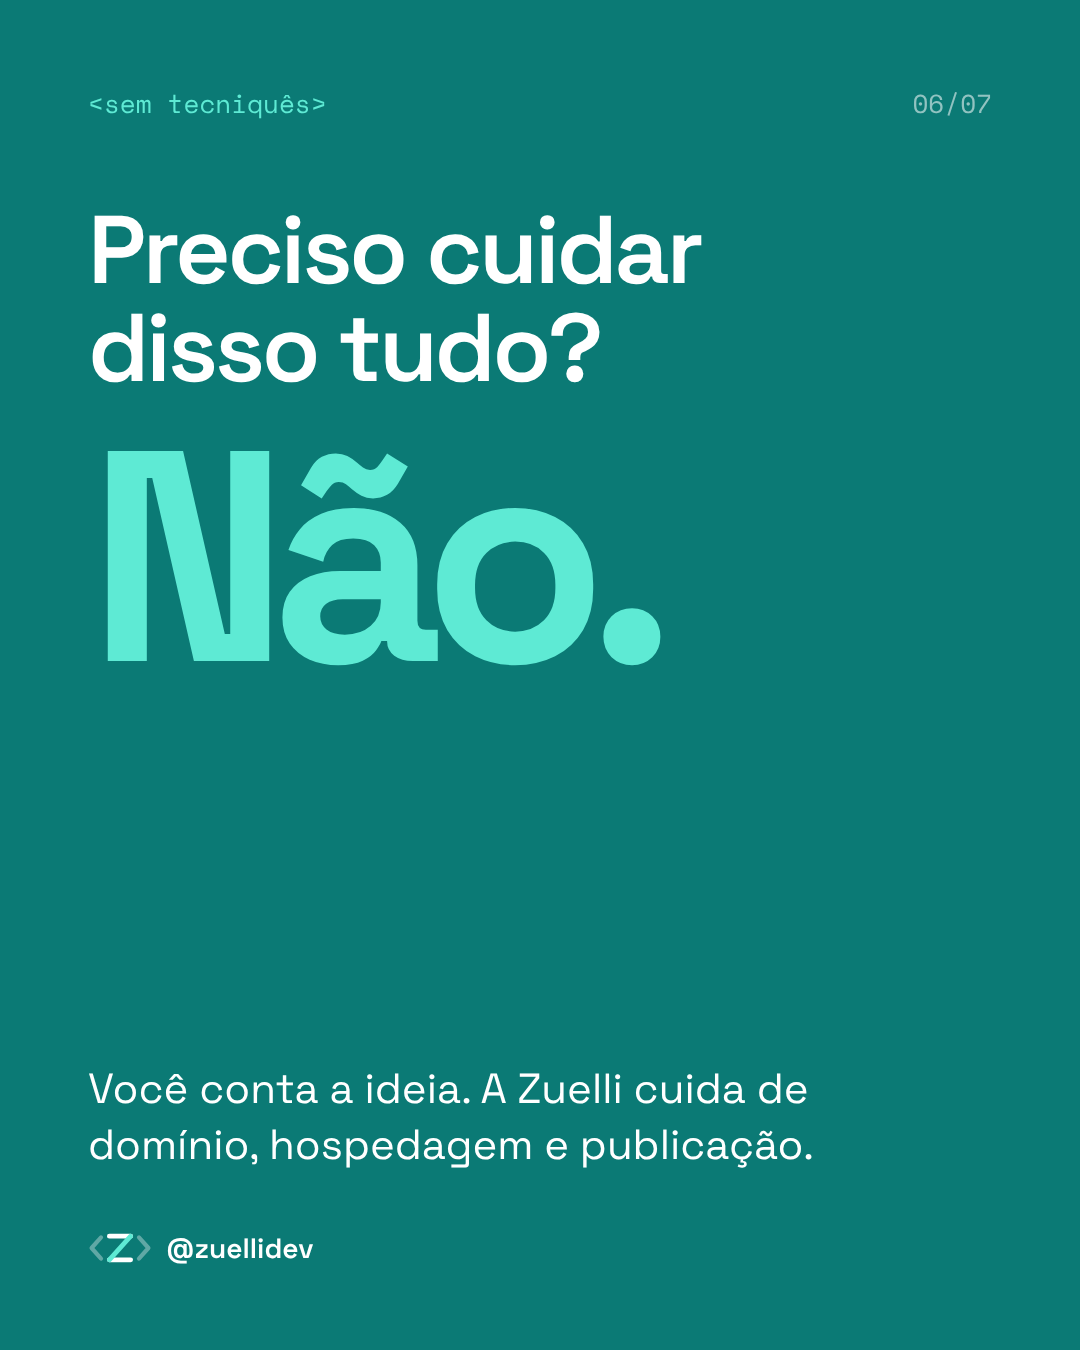 <sem tecniquês>
06/07
Preciso cuidar
disso tudo?
Não.
Você conta a ideia. A Zuelli cuida de
domínio, hospedagem e publicação.
<Z> @zuellidev